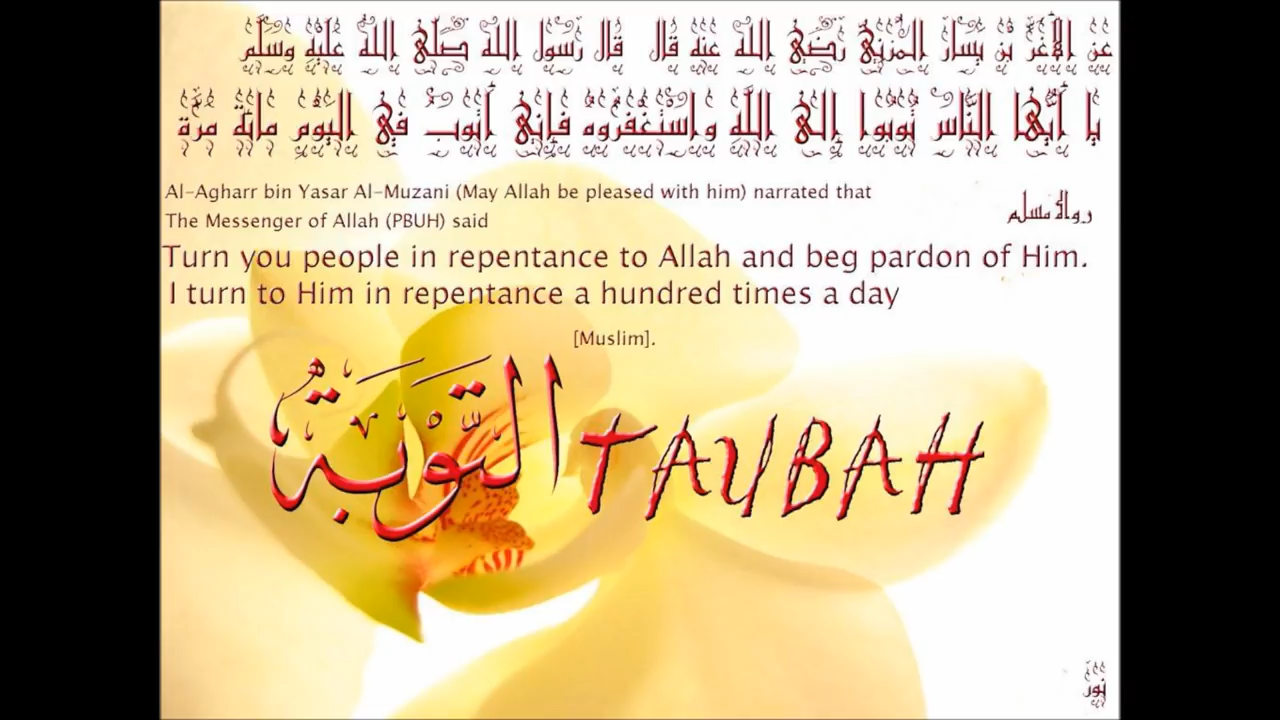 عن الأغر بن يسار المزني رضي الله عنه قال قال رسول الله صلى الله عليه وسلم
يا أيها الناس توبوا إلى الله واستغفروه فإني أتوب في اليوم مائة مرة
Al-Agharr bin Yasar Al-Muzani (May Allah be pleased with him) narrated that
رواه مسلم
The Messenger of Allah (PBUH) said
Turn you people in repentance to Allah and beg pardon of Him.
I turn to Him in repentance a hundred times a day
[Muslim].
التَّوْبَةُ TAUBAH
نور